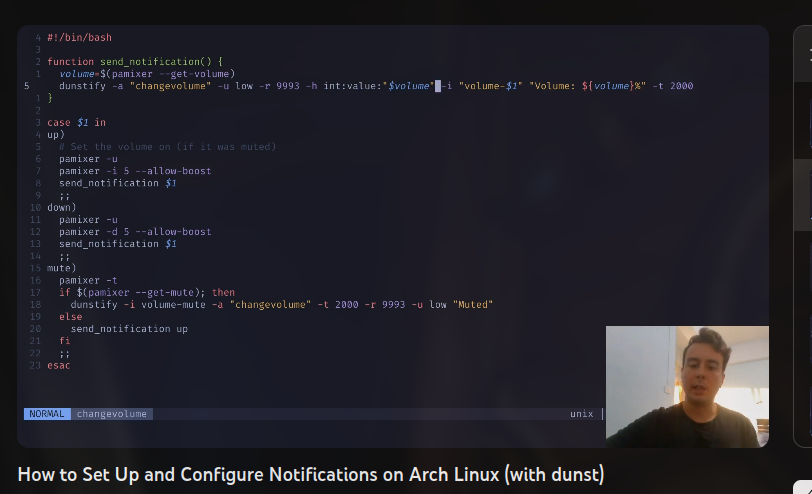 4 #!/bin/bash
3
2 function send_notification() {
1 volume=$(pamixer --get-volume)
5 dunstify -a "changevolume" -u low -r 9993 -h int:value:"$volume" -i "volume-$1" "Volume: ${volume}%" -t 2000
1 }
2
3 case $1 in
4 up)
5 # Set the volume on (if it was muted)
6 pamixer -u
7 pamixer -i 5 --allow-boost
8 send_notification $1
9 ;;
10 down)
11 pamixer -u
12 pamixer -d 5 --allow-boost
13 send_notification $1
14 ;;
15 mute)
16 pamixer -t
17 if $(pamixer --get-mute); then
18 dunstify -i volume-mute -a "changevolume" -t 2000 -r 9993 -u low "Muted"
19 else
20 send_notification up
21 fi
22 ;;
23 esac
NORMAL changevolume unix
How to Set Up and Configure Notifications on Arch Linux (with dunst)